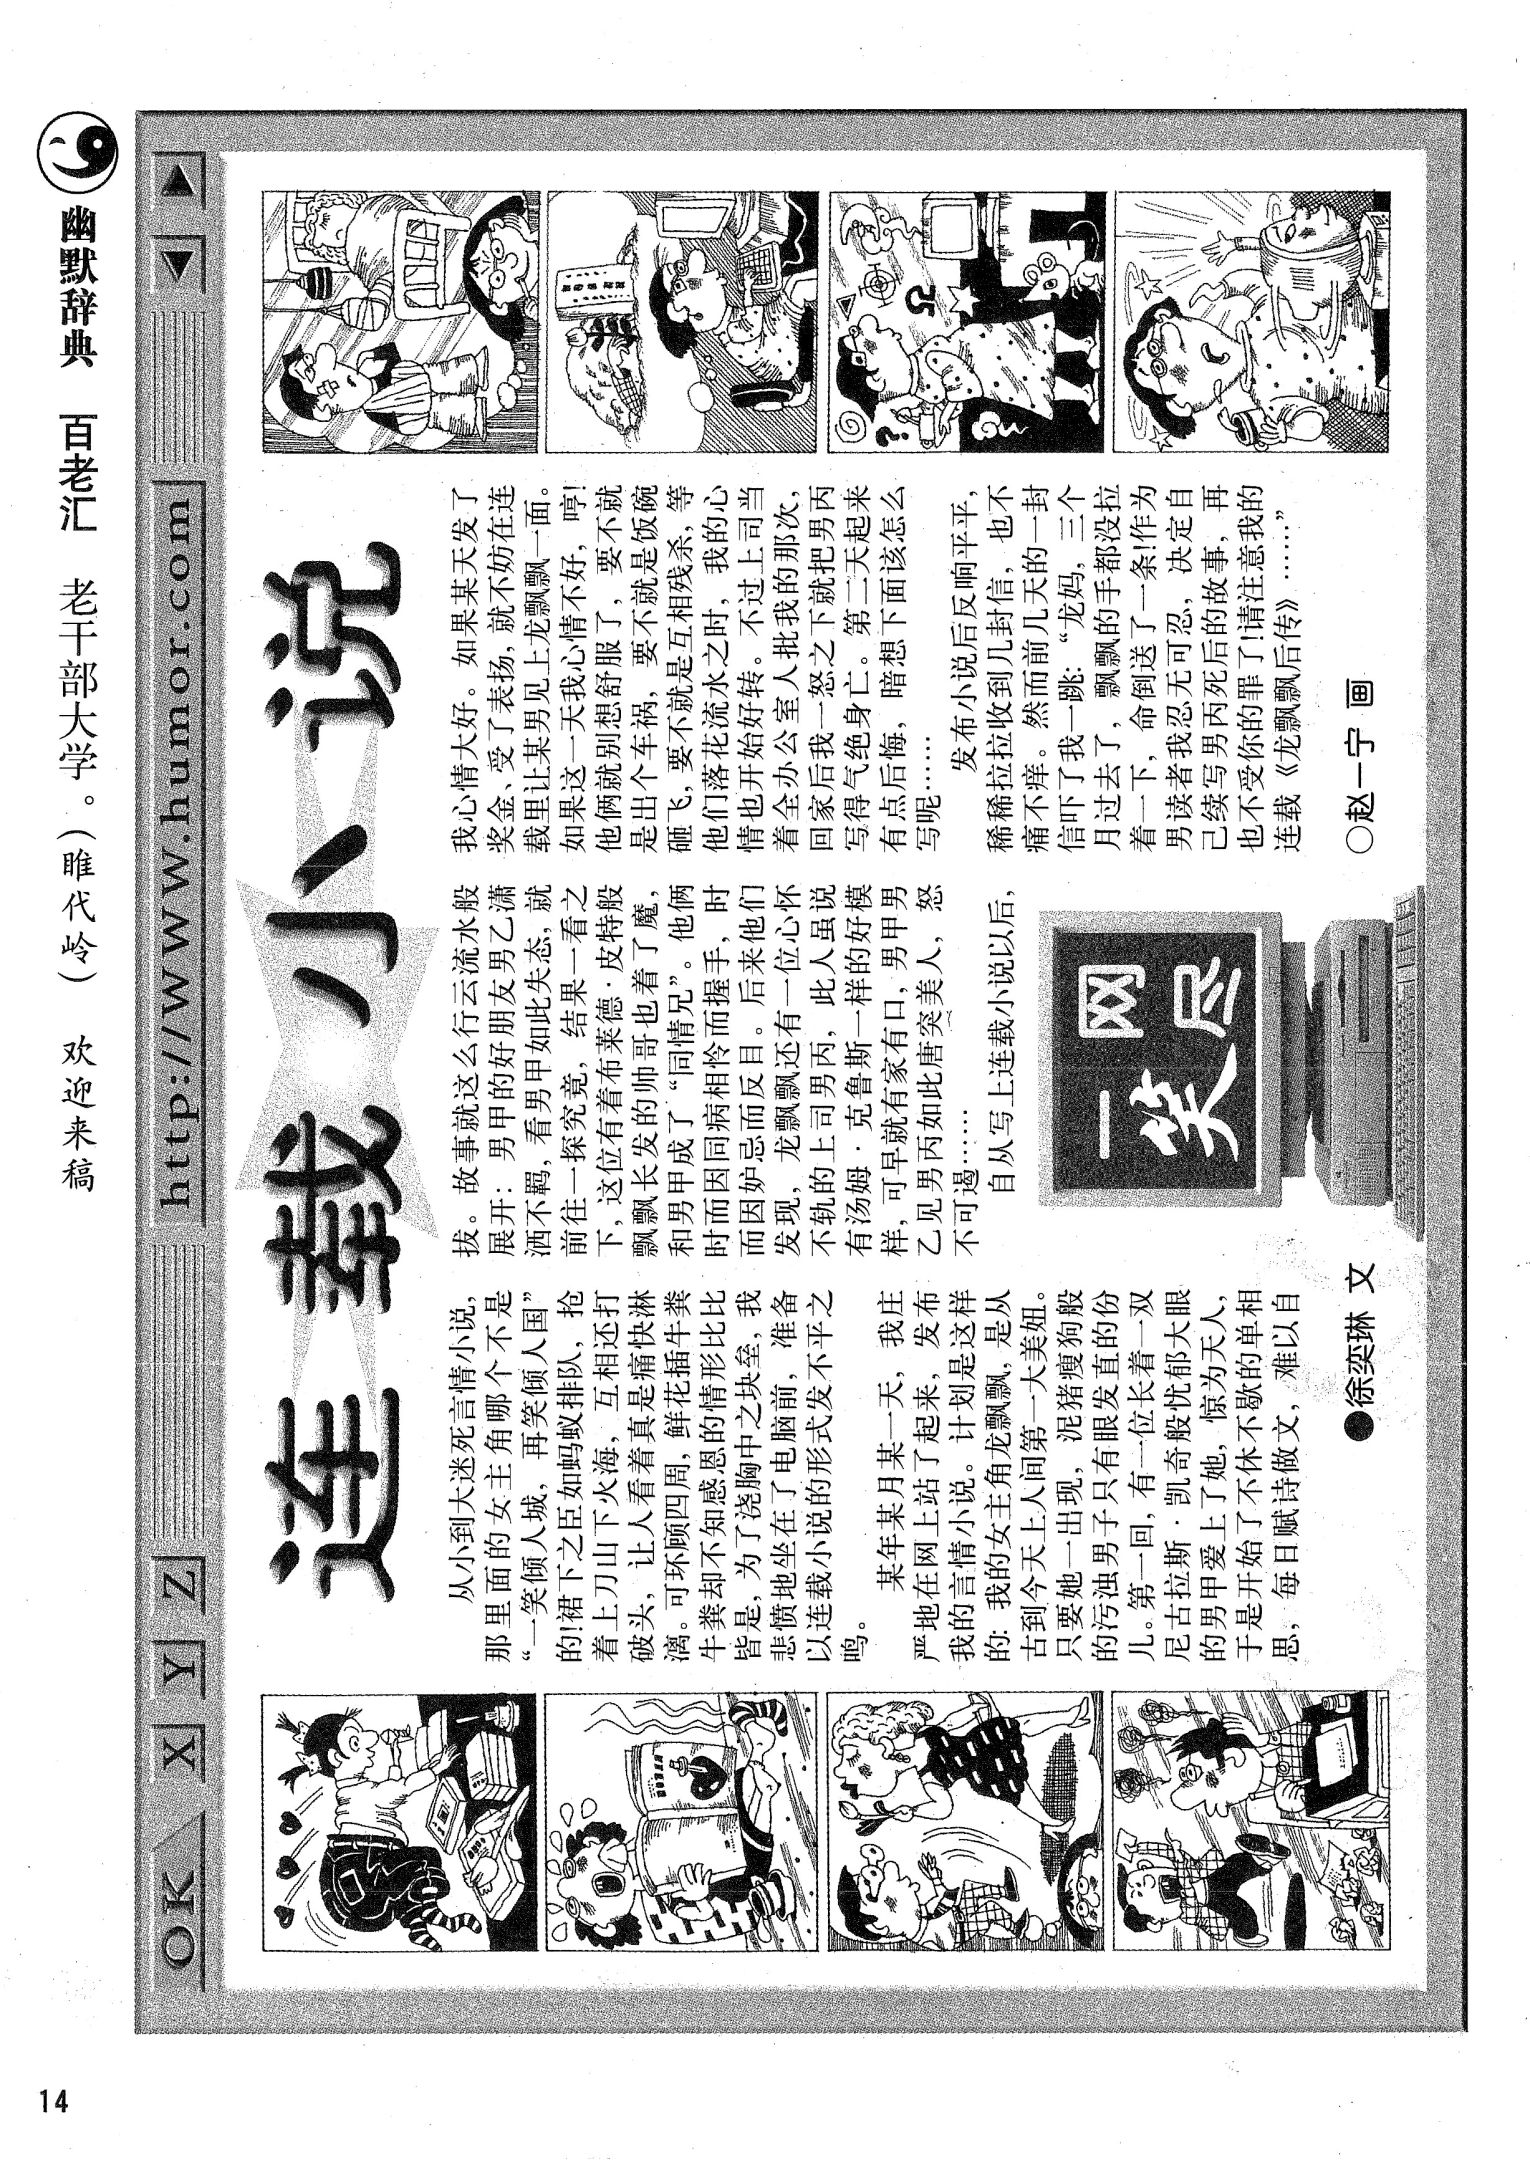 幽默辞典 百老汇 老干部大学。(睢代岭) 欢迎来稿
OK X Y Z http://www.humor.com
连载小说
从小到大迷死言情小说,
那里面的女主角哪个不是
“一笑倾人城，再笑倾人国”
的!裙下之臣如蚂蚁排队，抢
着上刀山下火海，互相还打
破头，让人看着真是痛快淋
漓。可环顾四周，鲜花插牛粪
牛粪却不知感恩的情形比比
皆是，为了浇胸中之块垒，我
悲愤地坐在了电脑前，准备
以连载小说的形式发不平之
鸣。
某年某月某一天，我庄
严地在网上站了起来，发布
我的言情小说。计划是这样
的：我的女主角龙飘飘，是从
古到今天上人间第一大美妞。
只要她一出现，泥猪瘦狗般
的污浊男子只有眼发直的份
儿。第一回，有一位长着一双
尼古拉斯·凯奇般忧郁大眼
的男甲爱上了她，惊为天人，
于是开始了不休不歇的单相
思，每日赋诗做文，难以自
拔。故事就这么行云流水般
展开：男甲的好朋友男乙潇
洒不羁，看男甲如此失态，就
前往一探究竟，结果一看之
下，这位有着布莱德·皮特般
飘飘长发的帅哥也着了魔，
和男甲成了“同情兄”。他俩
时而因同病相怜而握手，时
而因妒忌而反目。后来他们
发现，龙飘飘还有一位心怀
不轨的上司男丙，此人虽说
有汤姆·克鲁斯一样的好模
样，可早就有家有口，男甲男
乙见男丙如此唐突美人，怒
不可遏……
自从写上连载小说以后，
我心情大好。如果某天发了
奖金、受了表扬，就不妨在连
载里让某男见上龙飘飘一面。
如果这一天我心情不好，哼!
他俩就别想舒服了，要不就
是出个车祸，要不就是饭碗
砸飞，要不就是互相残杀，等
他们落花流水之时，我的心
情也开始好转。不过上司当
着全办公室人批我的那次，
回家后我一怒之下就把男丙
写得气绝身亡。第二天起来
有点后悔，暗想下面该怎么
写呢……
发布小说后反响平平，
稀稀拉拉收到几封信，也不
痛不痒。然而前几天的一封
信吓了我一跳：“龙妈，三个
月过去了，飘飘的手都没拉
着一下，命倒送了一条!作为
男读者我忍无可忍，决定自
己续写男丙死后的故事，再
也不受你的罪了!请注意我的
连载《龙飘飘后传》……”
一网
笑尽
●徐奕琳 文
○赵一宁 画
14